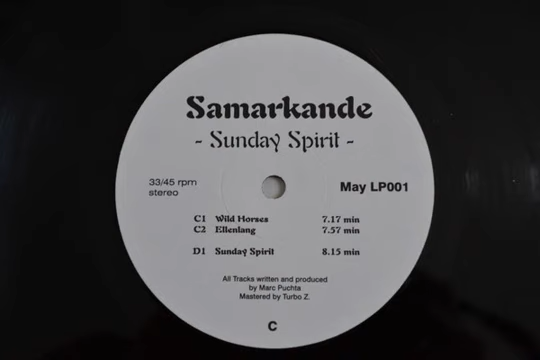 Samarkande
- Sunday Spirit -
33/45 rpm
stereo
May LP001
C1 Wild Horses 7.17 min
C2 Ellenlang 7.57 min
D1 Sunday Spirit 8.15 min
All Tracks written and produced
by Marc Puchta
Mastered by Turbo Z.
C